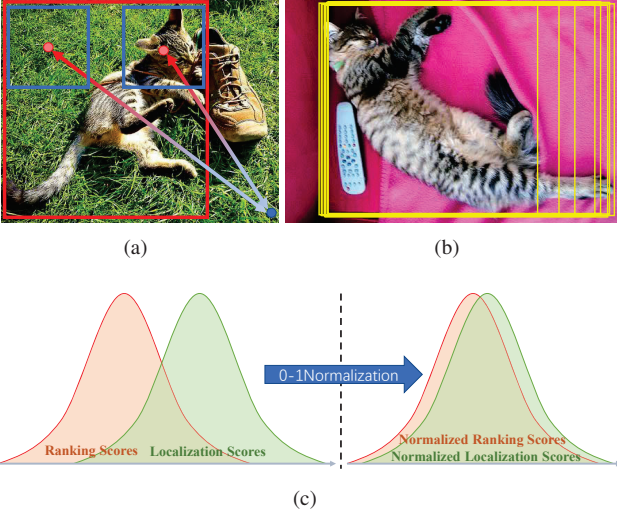 (a)
(b)
0-1Normalization
Ranking Scores
Localization Scores
Normalized Ranking Scores
Normalized Localization Scores
(c)